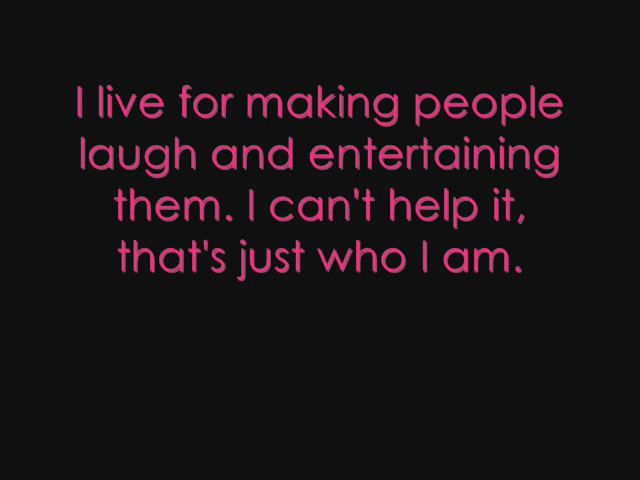 I live for making people
laugh and entertaining
them. I can't help it,
that's just who I am.